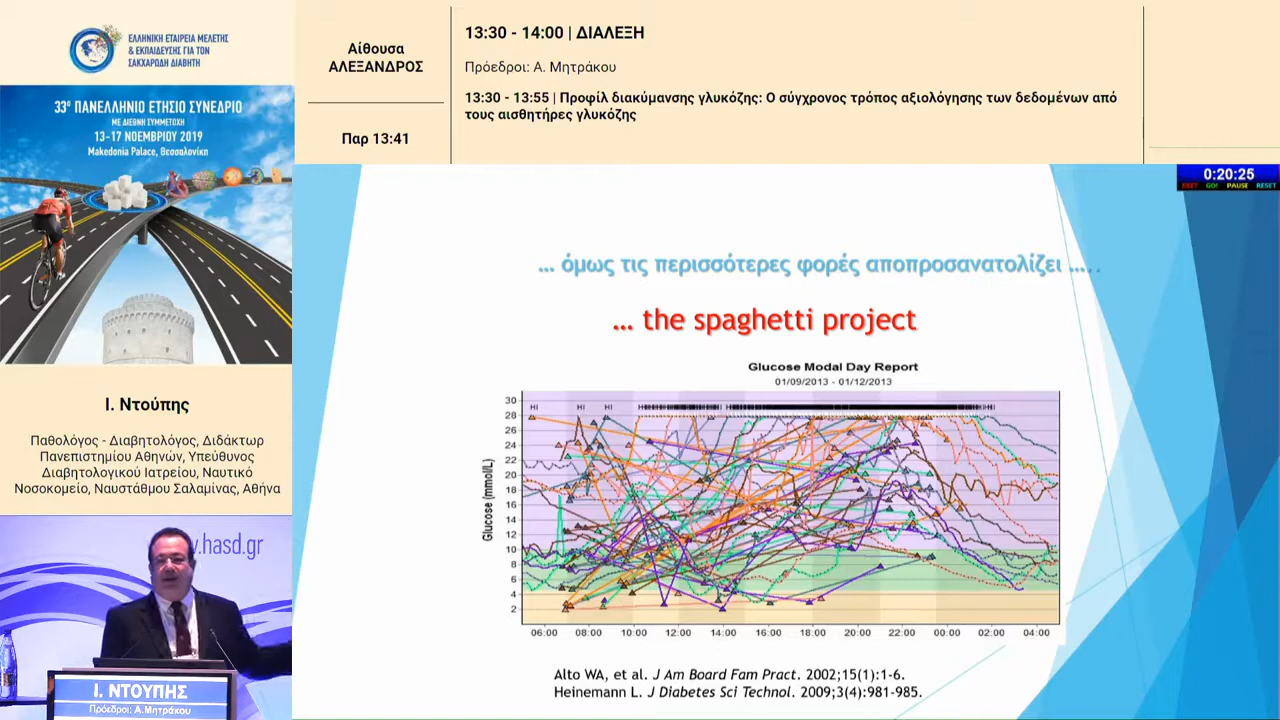 ΕΛΛΗΝΙΚΗ ΕΤΑΙΡΕΙΑ ΜΕΛΕΤΗΣ
& ΕΚΠΑΙΔΕΥΣΗΣ ΓΙΑ ΤΟΝ
ΣΑΚΧΑΡΩΔΗ ΔΙΑΒΗΤΗ
33ο ΠΑΝΕΛΛΗΝΙΟ ΕΤΗΣΙΟ ΣΥΝΕΔΡΙΟ
ΜΕ ΔΙΕΘΝΗ ΣΥΜΜΕΤΟΧΗ
13-17 ΝΟΕΜΒΡΙΟΥ 2019
Makedonia Palace, Θεσσαλονίκη
Ι. Ντούπης
Παθολόγος - Διαβητολόγος, Διδάκτωρ
Πανεπιστημίου Αθηνών, Υπεύθυνος
Διαβητολογικού Ιατρείου, Ναυτικό
Νοσοκομείο, Ναυστάθμου Σαλαμίνας, Αθήνα
w.hasd.gr
Ι. ΝΤΟΥΠΗΣ
Πρόεδροι: Α.Μητράκου
Αίθουσα
ΑΛΕΞΑΝΔΡΟΣ
Παρ 13:41
13:30 - 14:00 | ΔΙΑΛΕΞΗ
Πρόεδροι: Α. Μητράκου
13:30 - 13:55 | Προφίλ διακύμανσης γλυκόζης: Ο σύγχρονος τρόπος αξιολόγησης των δεδομένων από
τους αισθητήρες γλυκόζης
0:20:25
EXIT GO! PAUSE RESET
... όμως τις περισσότερες φορές αποπροσανατολίζει .....
... the spaghetti project
Glucose Modal Day Report
01/09/2013 - 01/12/2013
Glucose (mmol/L)
30
28
26
24
22
20
18
16
14
12
10
8
6
4
2
HI HI HI
06:00 08:00 10:00 12:00 14:00 16:00 18:00 20:00 22:00 00:00 02:00 04:00
Alto WA, et al. J Am Board Fam Pract. 2002;15(1):1-6.
Heinemann L. J Diabetes Sci Technol. 2009;3(4):981-985.